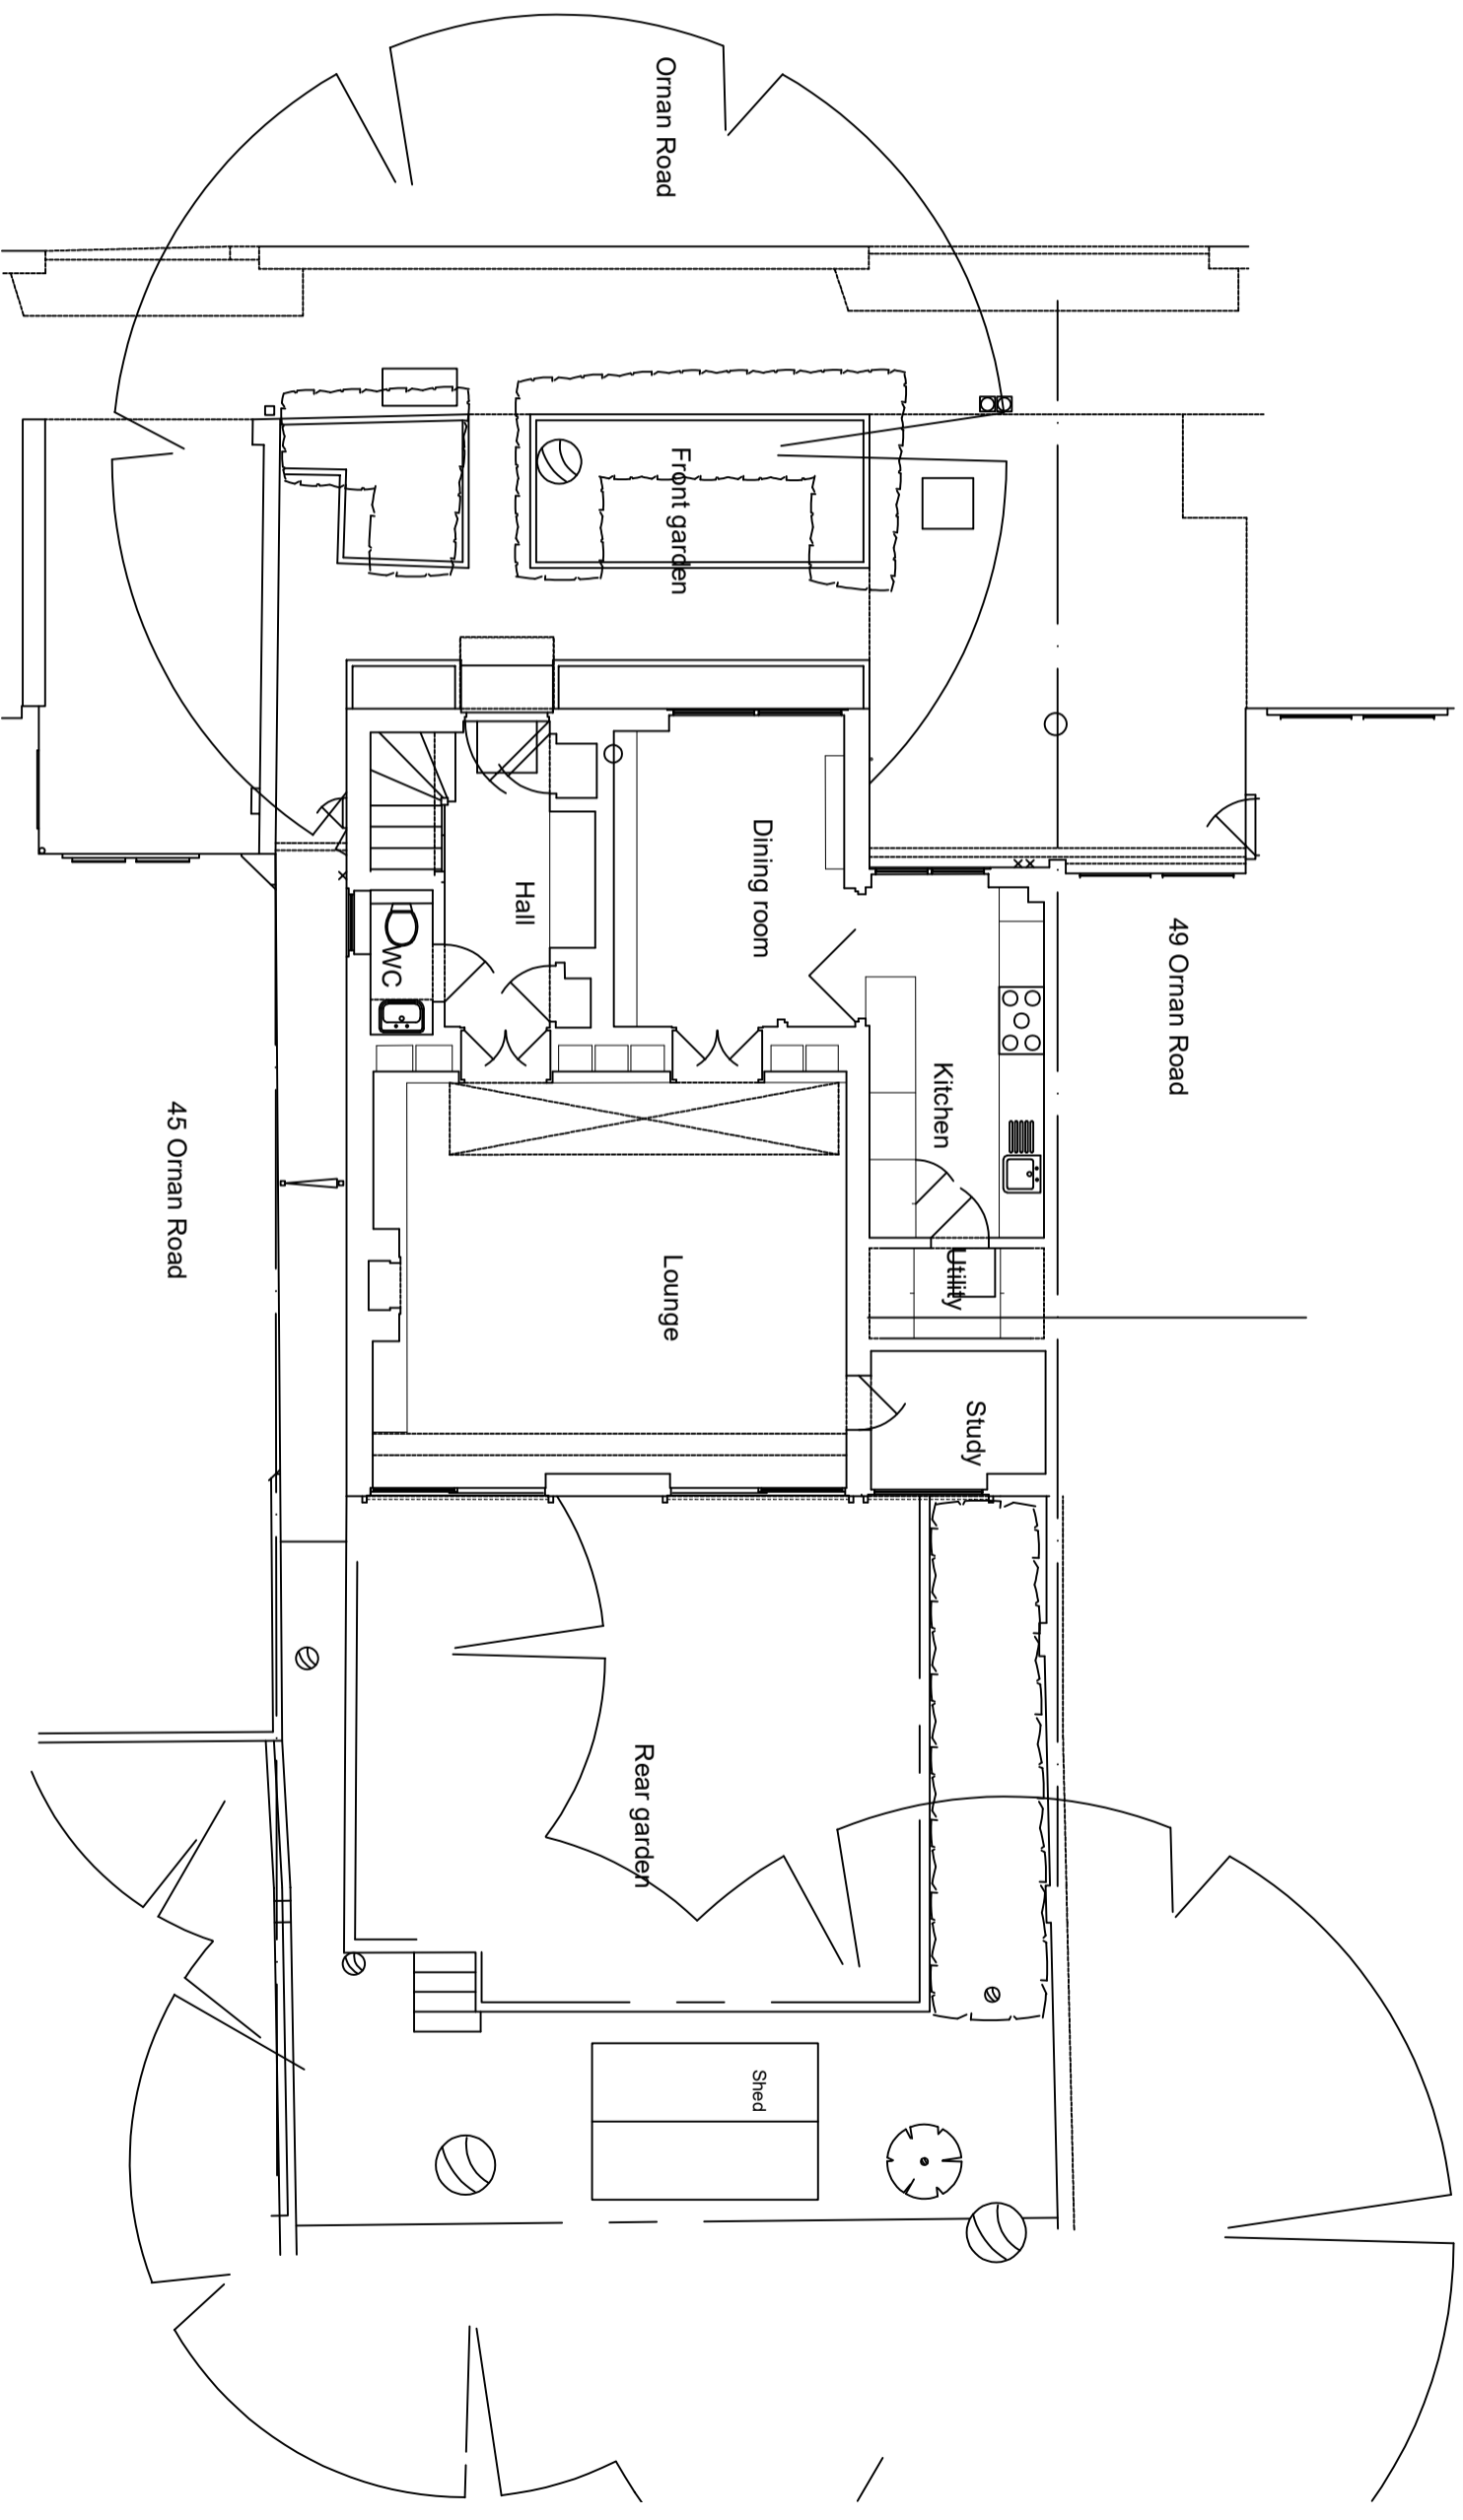 Ornan Road
Front garden
Dining room
Hall
49 Ornan Road
WC
Kitchen
45 Ornan Road
Utility
Lounge
Study
Rear garden
Shed